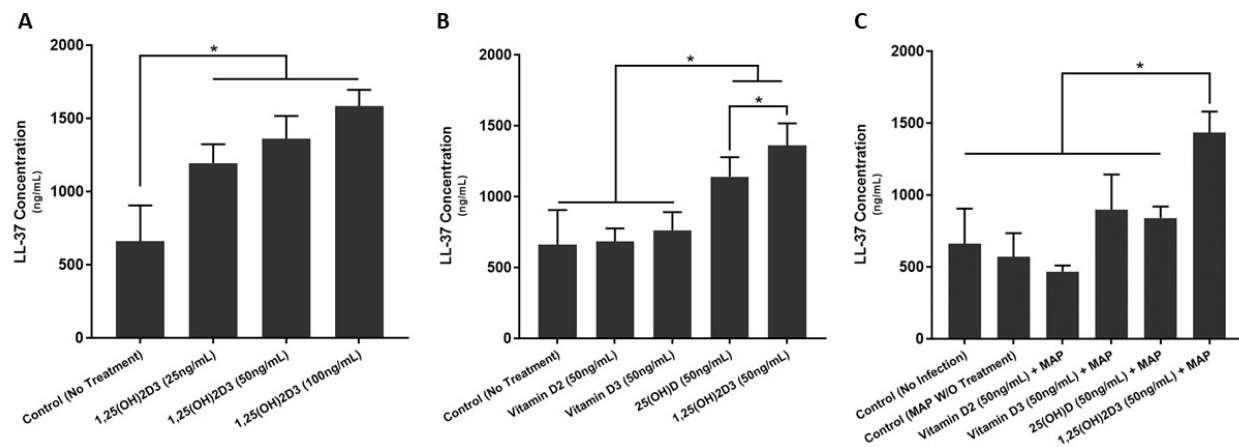 A
LL-37 Concentration
(ng/mL)
2000
1500
1000
500
0
*
Control (No Treatment)
1,25(OH)2D3 (25ng/mL)
1,25(OH)2D3 (50ng/mL)
1,25(OH)2D3 (100ng/mL)
B
LL-37 Concentration
(ng/mL)
2000
1500
1000
500
0
*
*
Control (No Treatment)
Vitamin D2 (50ng/mL)
Vitamin D3 (50ng/mL)
25(OH)D (50ng/mL)
1,25(OH)2D3 (50ng/mL)
C
LL-37 Concentration
(ng/mL)
2000
1500
1000
500
0
*
Control (No Infection)
Control (MAP W/O Treatment)
Vitamin D2 (50ng/mL) + MAP
Vitamin D3 (50ng/mL) + MAP
25(OH)D (50ng/mL) + MAP
1,25(OH)2D3 (50ng/mL) + MAP